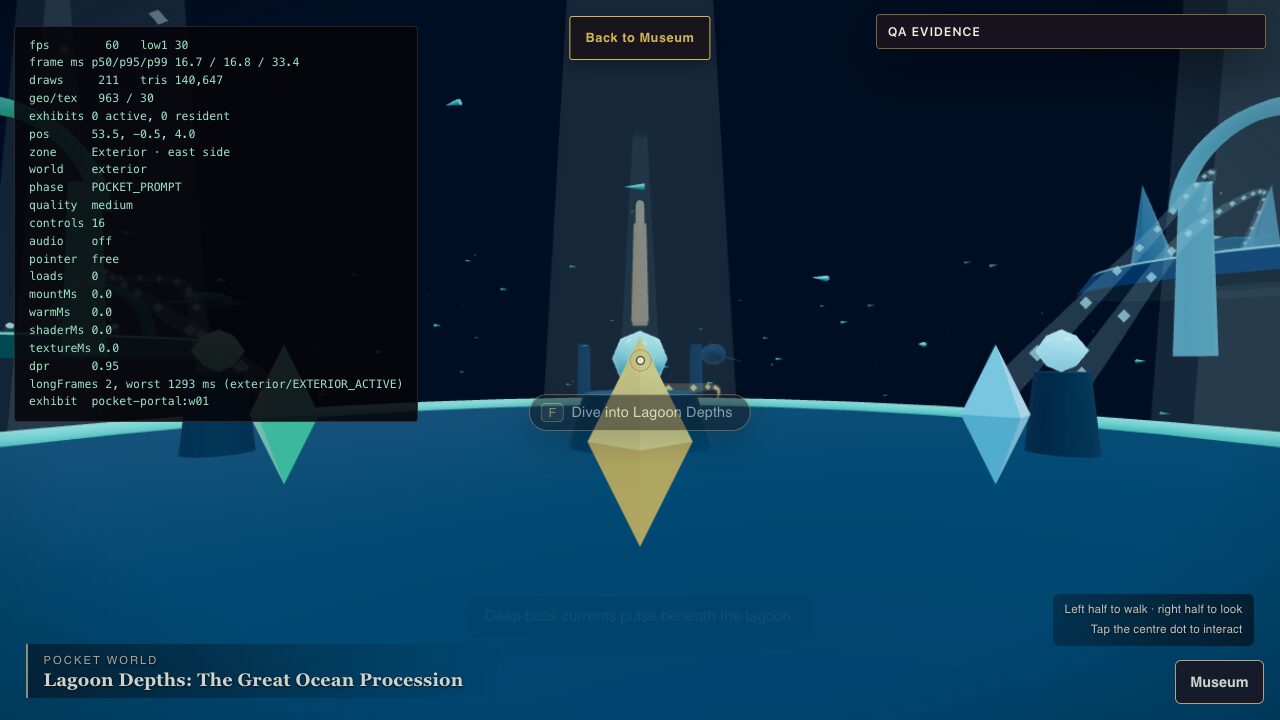 fps 60 low1 30
frame ms p50/p95/p99 16.7 / 16.8 / 33.4
draws 211 tris 140,647
geo/tex 963 / 30
exhibits 0 active, 0 resident
pos 53.5, −0.5, 4.0
zone Exterior · east side
world exterior
phase POCKET_PROMPT
quality medium
controls 16
audio off
pointer free
loads 0
mountMs 0.0
warmMs 0.0
shaderMs 0.0
textureMs 0.0
dpr 0.95
longFrames 2, worst 1293 ms (exterior/EXTERIOR_ACTIVE)
exhibit pocket-portal:w01
Back to Museum
QA EVIDENCE
F Dive into Lagoon Depths
Deep bass currents pulse beneath the lagoon.
Left half to walk · right half to look
Tap the centre dot to interact
POCKET WORLD
Lagoon Depths: The Great Ocean Procession
Museum